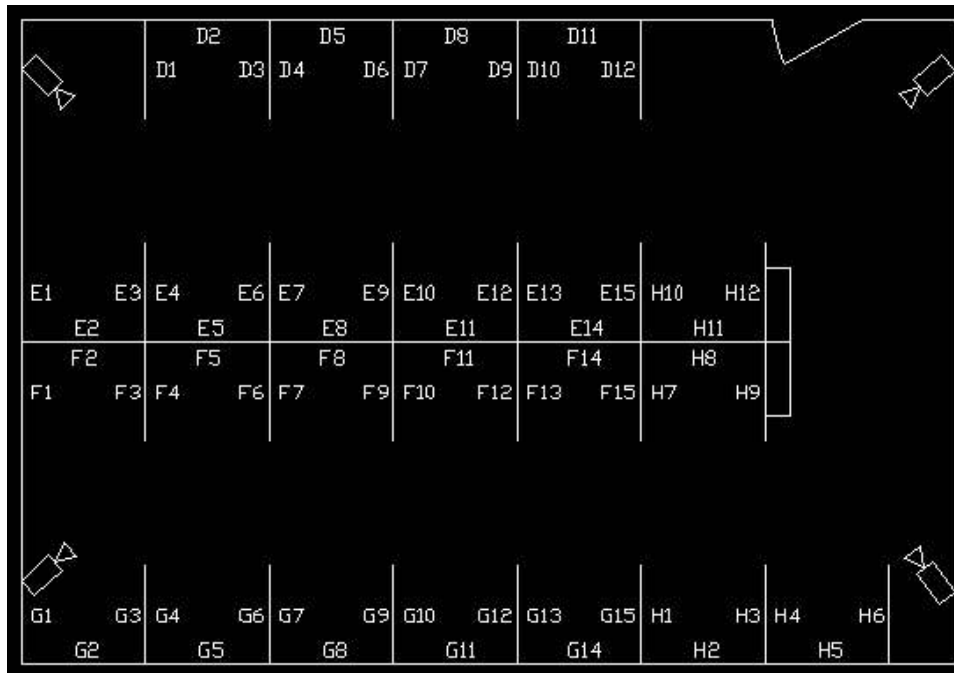 D2 D5 D8 D11
D1 D3 D4 D6 D7 D9 D10 D12
E1 E3 E4 E6 E7 E9 E10 E12 E13 E15 H10 H12
E2 E5 E8 E11 E14 H11
F2 F5 F8 F11 F14 H8
F1 F3 F4 F6 F7 F9 F10 F12 F13 F15 H7 H9
G1 G3 G4 G6 G7 G9 G10 G12 G13 G15 H1 H3 H4 H6
G2 G5 G8 G11 G14 H2 H5